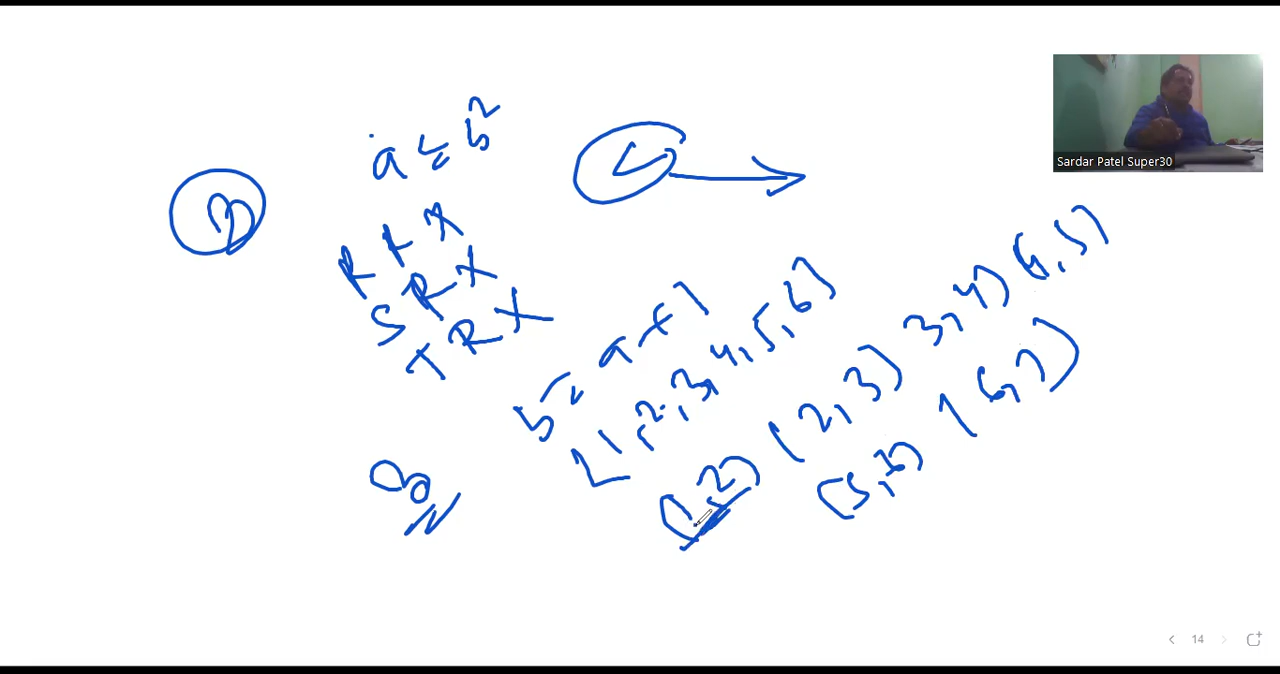 a ≤ b²
R R X
S R X
T R X
b = a + 1
{1, 2, 3, 4, 5, 6}
(1, 2) (2, 3) 3, 4) (4, 5)
(5, 6) (6, 7)
Sardar Patel Super30
14